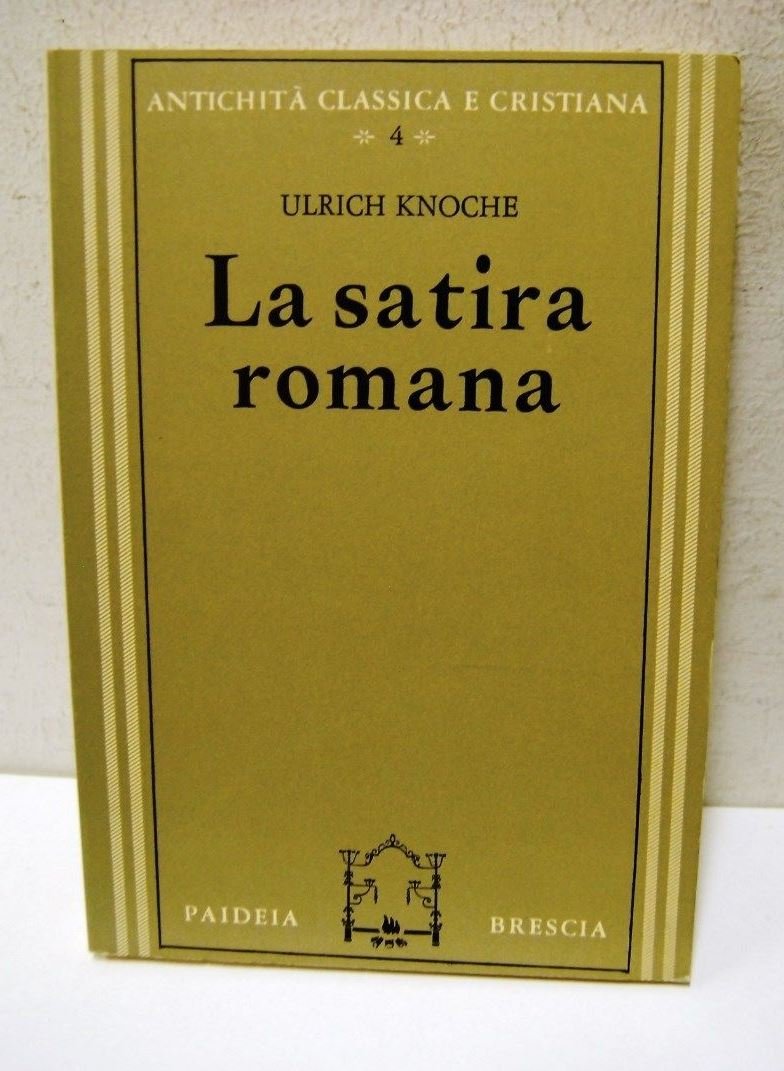 ANTICHITÀ CLASSICA E CRISTIANA
* 4 *
ULRICH KNOCHE
La satira
romana
PAIDEIA BRESCIA